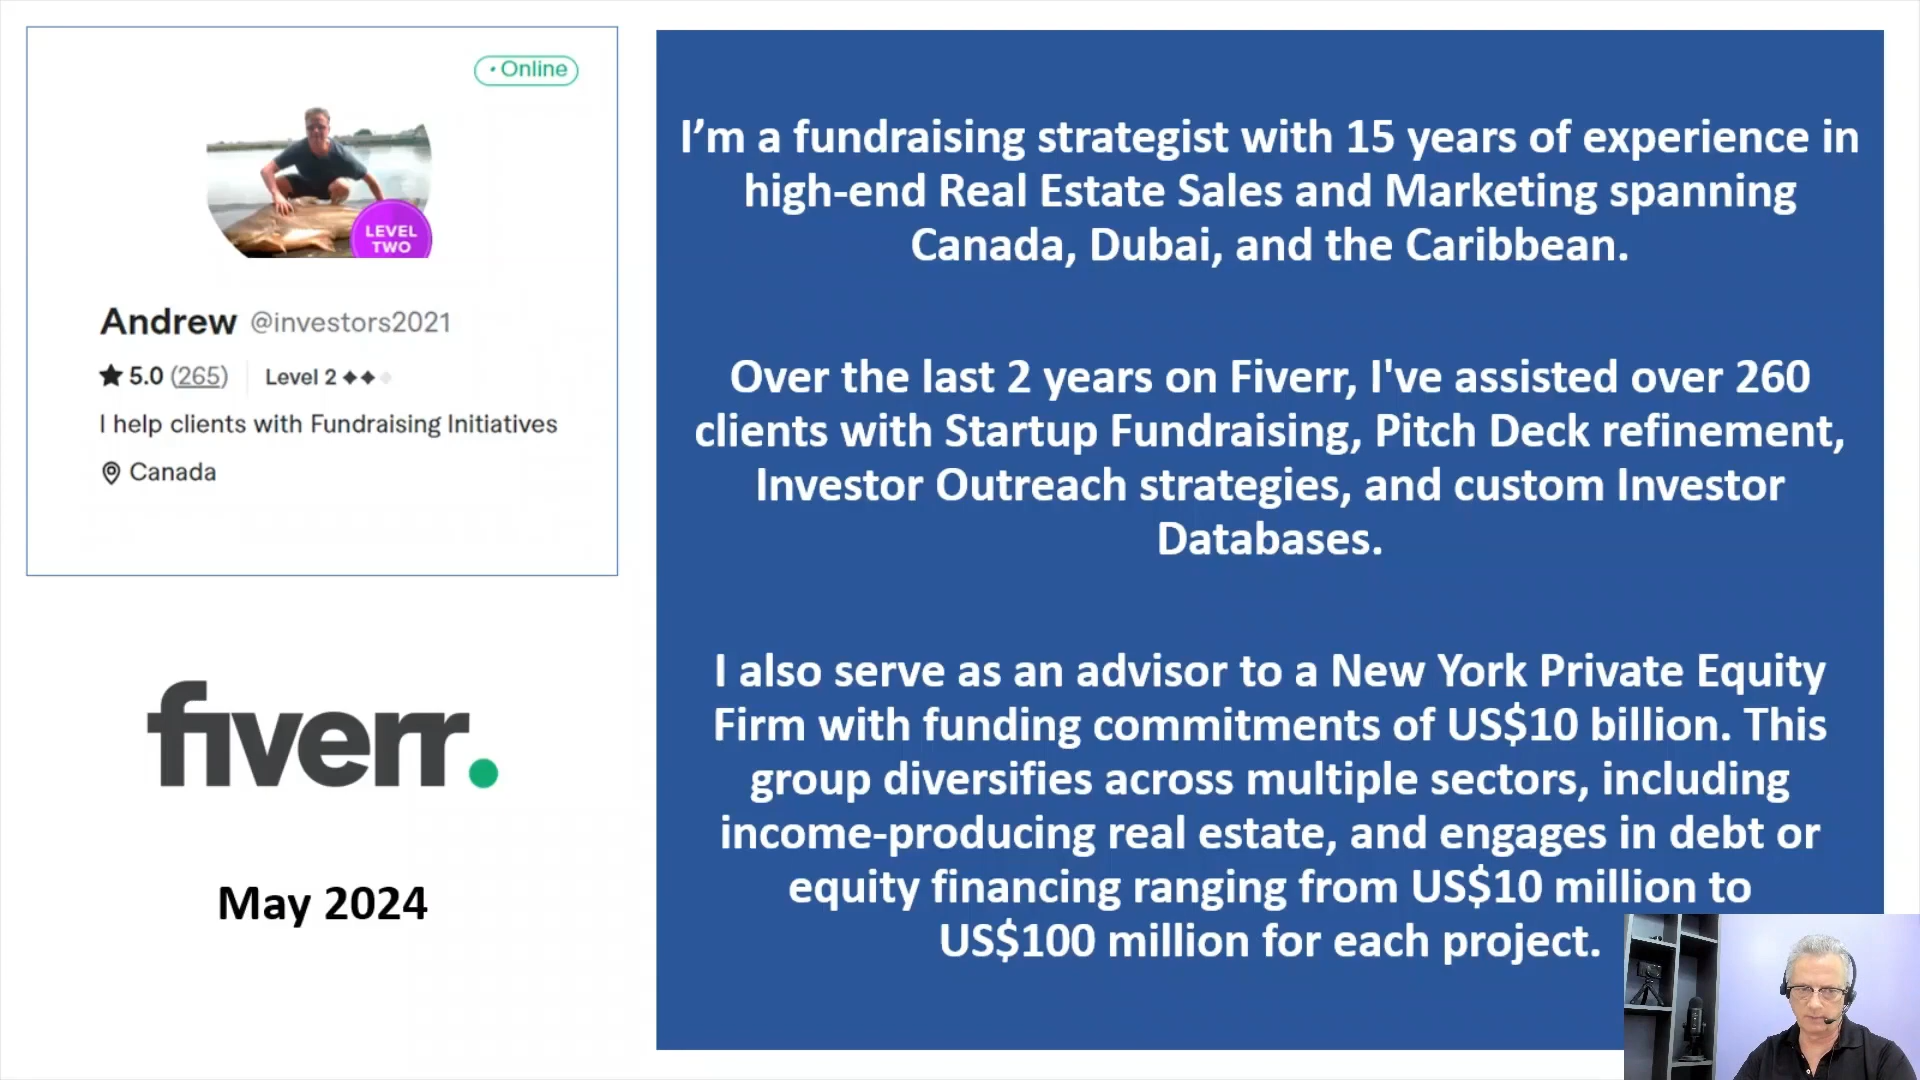 • Online
LEVEL
TWO
Andrew @investors2021
★ 5.0 (265) Level 2
I help clients with Fundraising Initiatives
Canada
fiverr.
May 2024
I’m a fundraising strategist with 15 years of experience in
high-end Real Estate Sales and Marketing spanning
Canada, Dubai, and the Caribbean.
Over the last 2 years on Fiverr, I've assisted over 260
clients with Startup Fundraising, Pitch Deck refinement,
Investor Outreach strategies, and custom Investor
Databases.
I also serve as an advisor to a New York Private Equity
Firm with funding commitments of US$10 billion. This
group diversifies across multiple sectors, including
income-producing real estate, and engages in debt or
equity financing ranging from US$10 million to
US$100 million for each project.